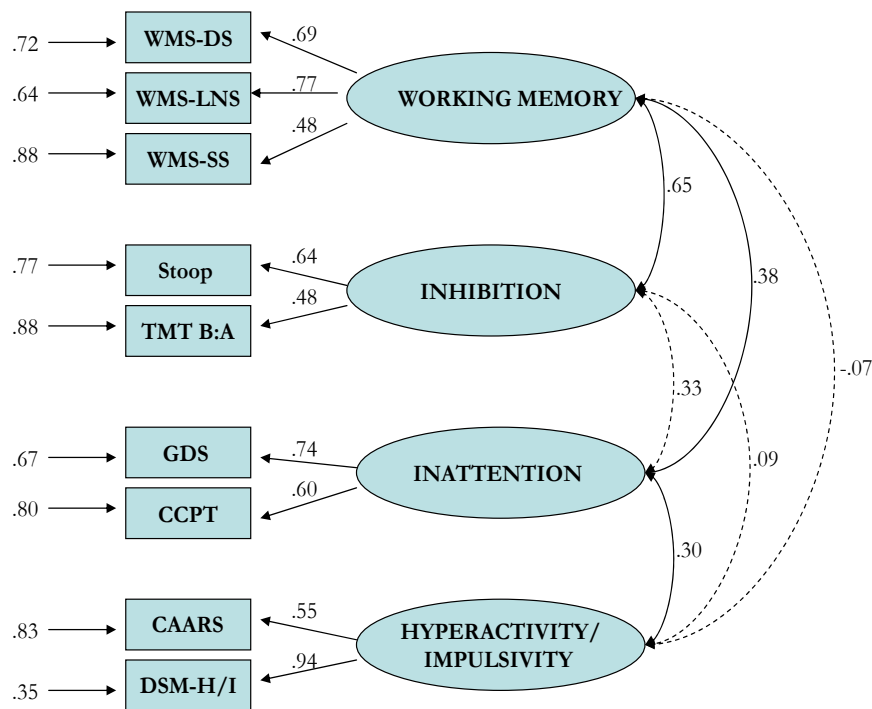 .72
WMS-DS
.69
.64
WMS-LNS
.77
WORKING MEMORY
.88
WMS-SS
.48
.65
.38
.77
Stoop
.64
INHIBITION
.88
TMT B:A
.48
.33
-.07
.67
GDS
.74
INATTENTION
.09
.80
CCPT
.60
.30
.83
CAARS
.55
HYPERACTIVITY/
IMPULSIVITY
.35
DSM-H/I
.94